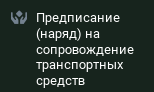 Предписание
(наряд) на
сопровождение
транспортных
средств